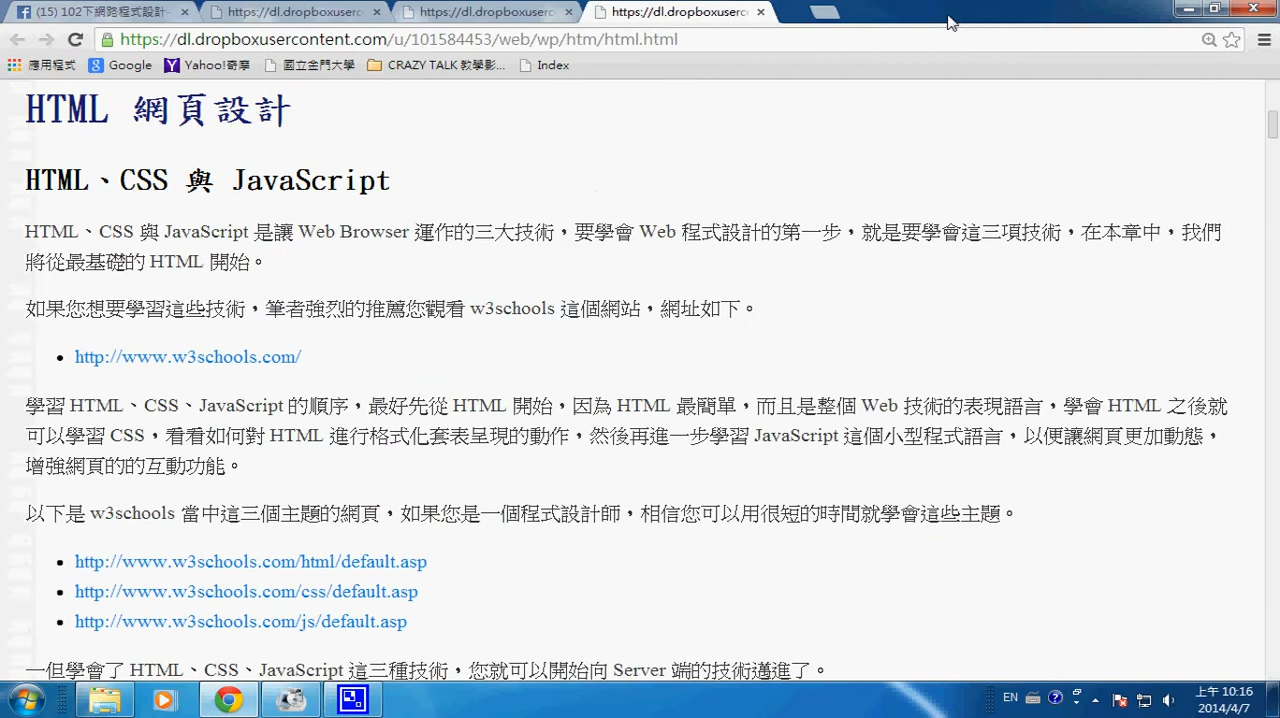 (15) 102下網路程式設計-
https://dl.dropboxuserco
https://dl.dropboxuserco
https://dl.dropboxuserco
https://dl.dropboxusercontent.com/u/101584453/web/wp/htm/html.html
應用程式
Google
Yahoo!奇摩
國立金門大學
CRAZY TALK 教學影...
Index
HTML 網頁設計
HTML、CSS 與 JavaScript
HTML、CSS 與 JavaScript 是讓 Web Browser 運作的三大技術，要學會 Web 程式設計的第一步，就是要學會這三項技術，在本章中，我們
將從最基礎的 HTML 開始。
如果您想要學習這些技術，筆者強烈的推薦您觀看 w3schools 這個網站，網址如下。
http://www.w3schools.com/
學習 HTML、CSS、JavaScript 的順序，最好先從 HTML 開始，因為 HTML 最簡單，而且是整個 Web 技術的表現語言，學會 HTML 之後就
可以學習 CSS，看看如何對 HTML 進行格式化套表呈現的動作，然後再進一步學習 JavaScript 這個小型程式語言，以便讓網頁更加動態，
增強網頁的的互動功能。
以下是 w3schools 當中這三個主題的網頁，如果您是一個程式設計師，相信您可以用很短的時間就學會這些主題。
http://www.w3schools.com/html/default.asp
http://www.w3schools.com/css/default.asp
http://www.w3schools.com/js/default.asp
一但學會了 HTML、CSS、JavaScript 這三種技術，您就可以開始向 Server 端的技術邁進了。
EN
上午 10:16
2014/4/7